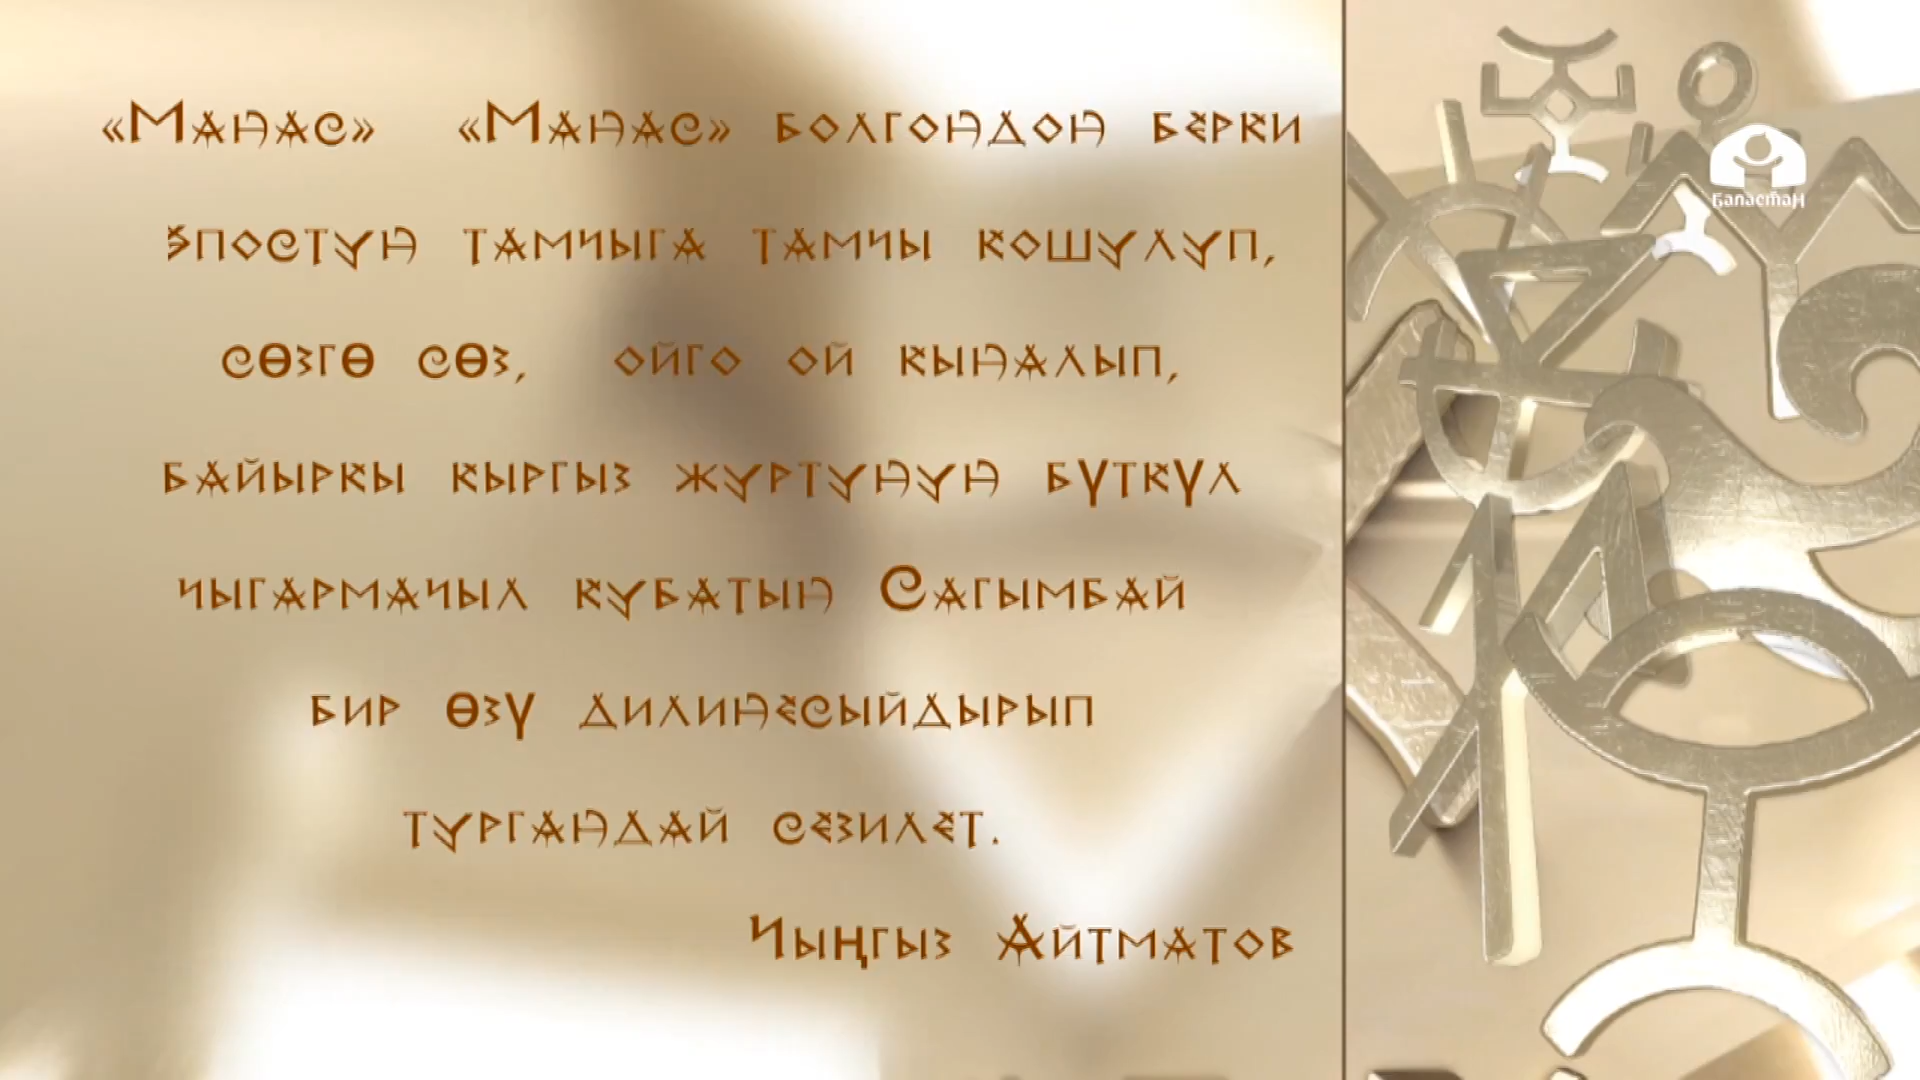 «Манас» «Манас» болгондон берки
эпостун тамчыга тамчы кошулуп,
сөзгө сөз, ойго ой кыналып,
байыркы кыргыз журтунун бүткүл
чыгармачыл кубатын Сагымбай
бир өзү дилинесыйдырып
тургандай сезилет.
Чыңгыз Айтматов
баластан